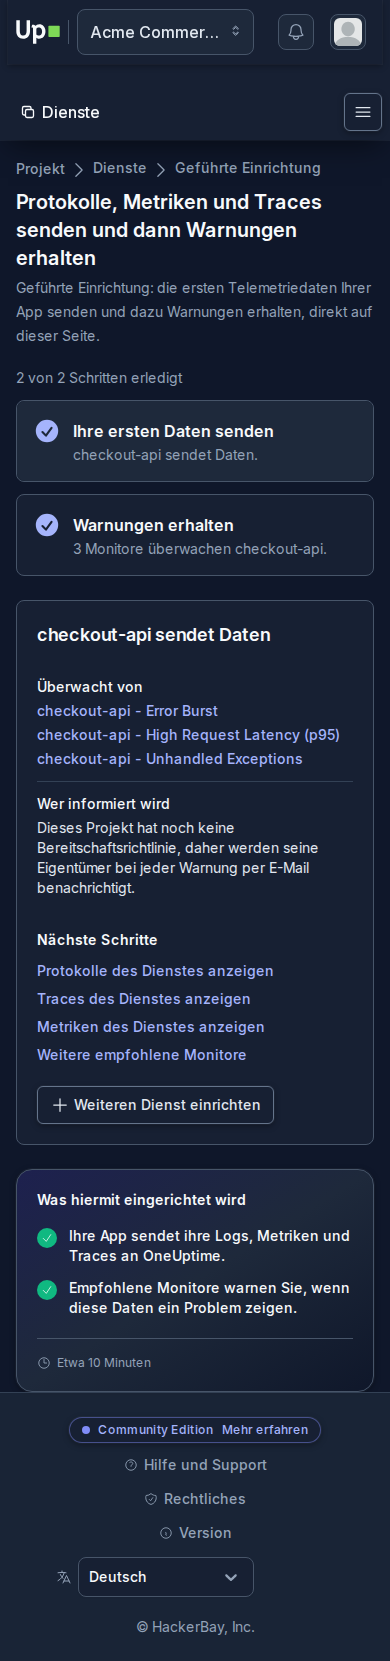 Up
Acme Commer...
Dienste
Projekt
Dienste
Geführte Einrichtung
Protokolle, Metriken und Traces
senden und dann Warnungen
erhalten
Geführte Einrichtung: die ersten Telemetriedaten Ihrer
App senden und dazu Warnungen erhalten, direkt auf
dieser Seite.
2 von 2 Schritten erledigt
Ihre ersten Daten senden
checkout-api sendet Daten.
Warnungen erhalten
3 Monitore überwachen checkout-api.
checkout-api sendet Daten
Überwacht von
checkout-api - Error Burst
checkout-api - High Request Latency (p95)
checkout-api - Unhandled Exceptions
Wer informiert wird
Dieses Projekt hat noch keine
Bereitschaftsrichtlinie, daher werden seine
Eigentümer bei jeder Warnung per E-Mail
benachrichtigt.
Nächste Schritte
Protokolle des Dienstes anzeigen
Traces des Dienstes anzeigen
Metriken des Dienstes anzeigen
Weitere empfohlene Monitore
Weiteren Dienst einrichten
Was hiermit eingerichtet wird
Ihre App sendet ihre Logs, Metriken und
Traces an OneUptime.
Empfohlene Monitore warnen Sie, wenn
diese Daten ein Problem zeigen.
Etwa 10 Minuten
Community Edition Mehr erfahren
Hilfe und Support
Rechtliches
Version
Deutsch
© HackerBay, Inc.